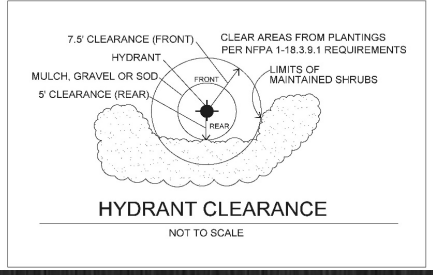 7.5' CLEARANCE (FRONT)
HYDRANT
MULCH, GRAVEL OR SOD
5' CLEARANCE (REAR)
CLEAR AREAS FROM PLANTINGS
PER NFPA 1-18.3.9.1 REQUIREMENTS
LIMITS OF
MAINTAINED SHRUBS
FRONT
REAR
HYDRANT CLEARANCE
NOT TO SCALE